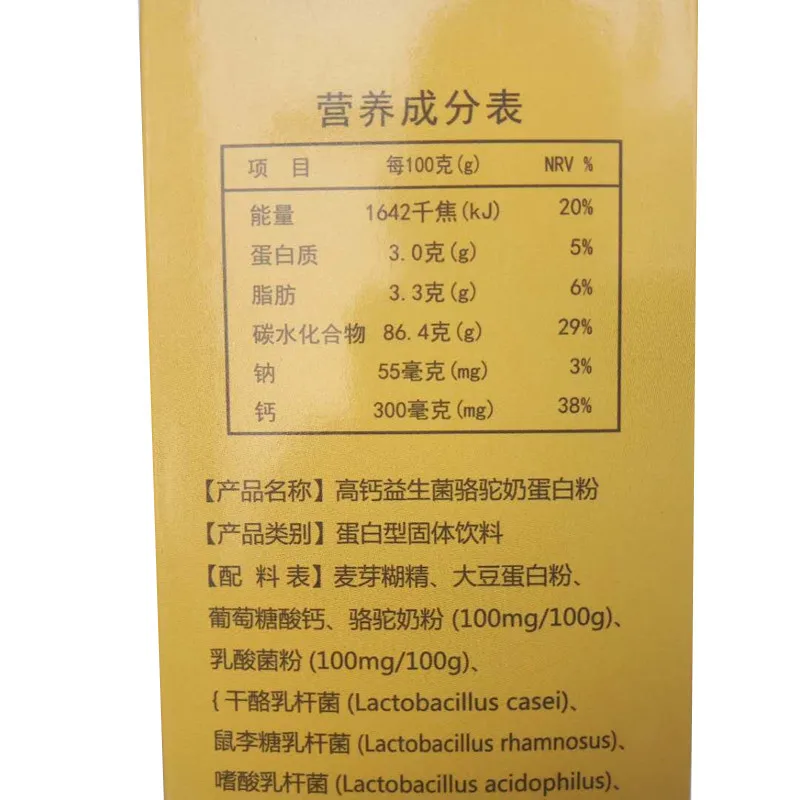 营养成分表
项 目 每100克(g) NRV %
能量 1642千焦(kJ) 20%
蛋白质 3.0克(g) 5%
脂肪 3.3克(g) 6%
碳水化合物 86.4克(g) 29%
钠 55毫克(mg) 3%
钙 300毫克(mg) 38%
【产品名称】高钙益生菌骆驼奶蛋白粉
【产品类别】蛋白型固体饮料
【配 料 表】麦芽糊精、大豆蛋白粉、
葡萄糖酸钙、骆驼奶粉 (100mg/100g)、
乳酸菌粉 (100mg/100g)、
{干酪乳杆菌 (Lactobacillus casei)、
鼠李糖乳杆菌 (Lactobacillus rhamnosus)、
嗜酸乳杆菌 (Lactobacillus acidophilus)、